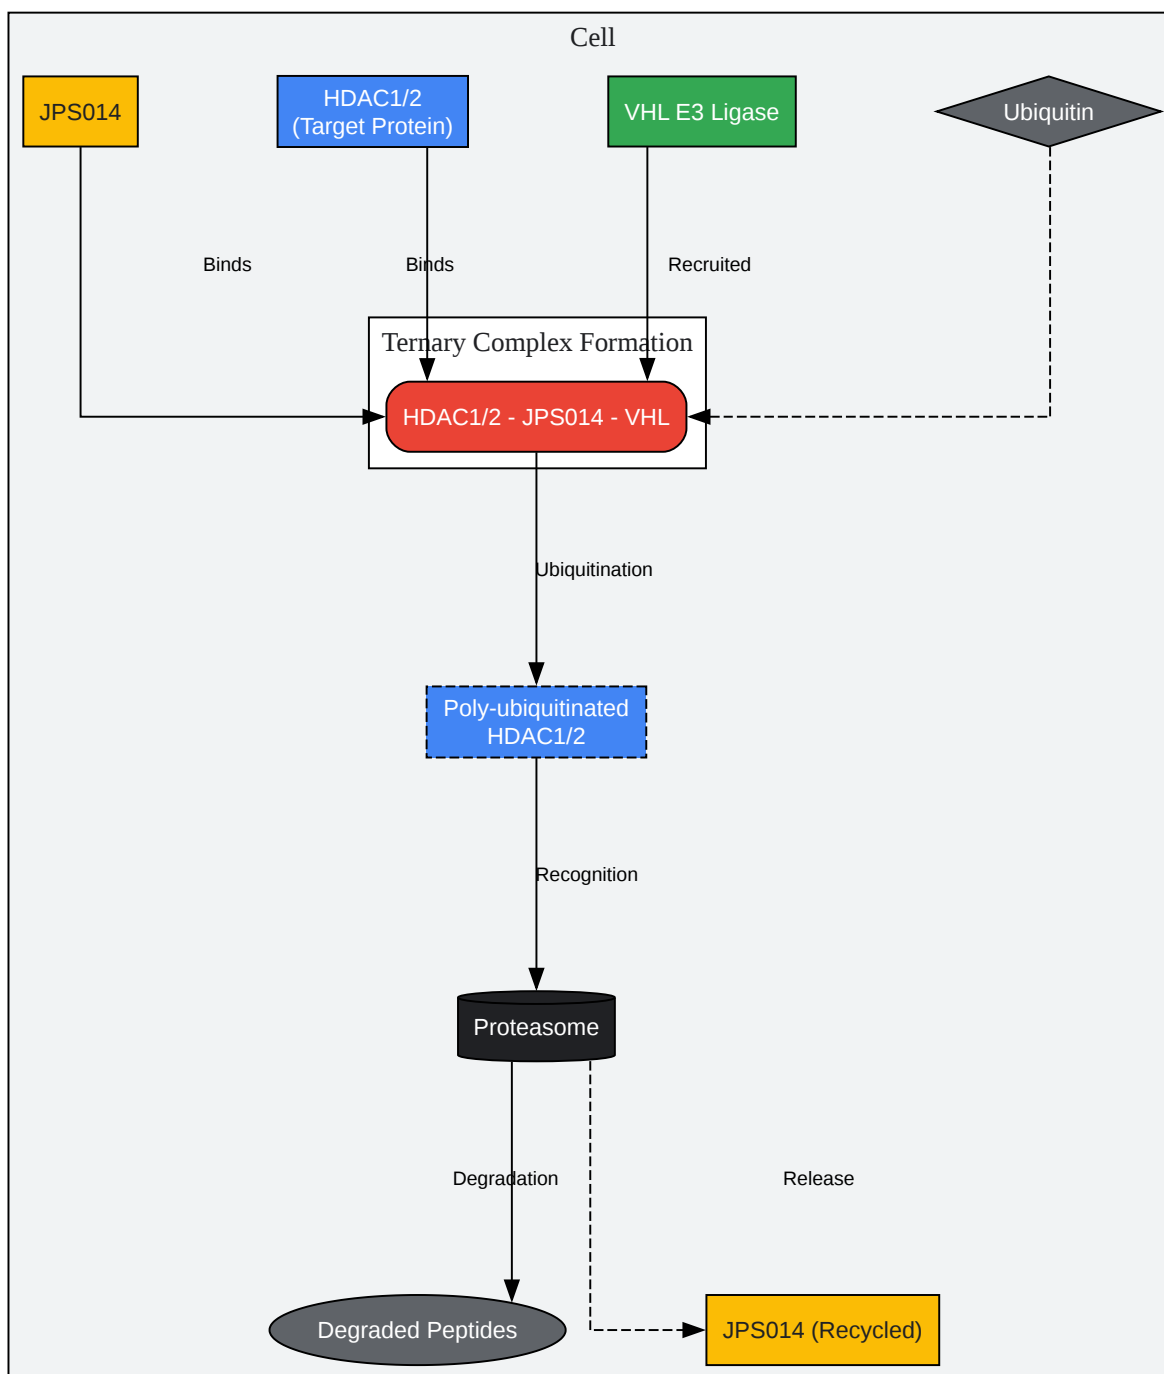 Cell
JPS014
HDAC1/2
(Target Protein)
VHL E3 Ligase
Ubiquitin
Binds
Binds
Recruited
Ternary Complex Formation
HDAC1/2 - JPS014 - VHL
Ubiquitination
Poly-ubiquitinated
HDAC1/2
Recognition
Proteasome
Degradation
Release
Degraded Peptides
JPS014 (Recycled)